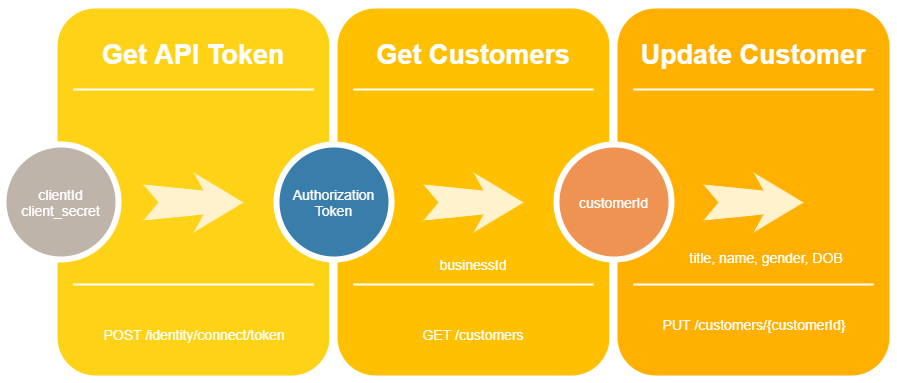 Get API Token
Get Customers
Update Customer
clientId
client_secret
Authorization
Token
customerId
businessId
title, name, gender, DOB
POST /identity/connect/token
GET /customers
PUT /customers/{customerId}